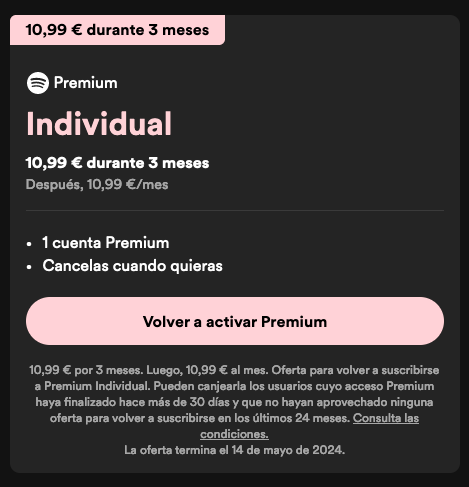 10,99 € durante 3 meses
Premium
Individual
10,99 € durante 3 meses
Después, 10,99 €/mes
• 1 cuenta Premium
• Cancelas cuando quieras
Volver a activar Premium
10,99 € por 3 meses. Luego, 10,99 € al mes. Oferta para volver a suscribirse
a Premium Individual. Pueden canjearla los usuarios cuyo acceso Premium
haya finalizado hace más de 30 días y que no hayan aprovechado ninguna
oferta para volver a suscribirse en los últimos 24 meses. Consulta las
condiciones.
La oferta termina el 14 de mayo de 2024.